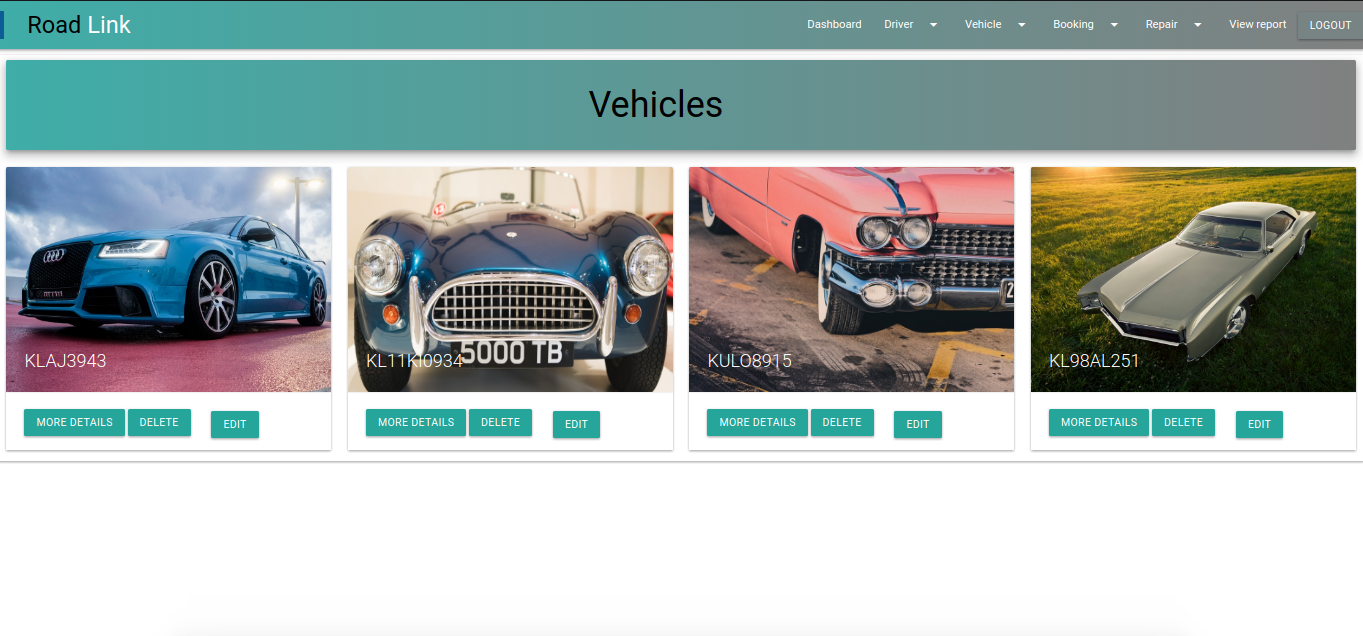 Road Link
Dashboard Driver Vehicle Booking Repair View report LOGOUT
Vehicles
5000 TB
KLAJ3943 KL11KI0934 KULO8915 KL98AL251
MORE DETAILS DELETE EDIT MORE DETAILS DELETE EDIT MORE DETAILS DELETE EDIT MORE DETAILS DELETE EDIT